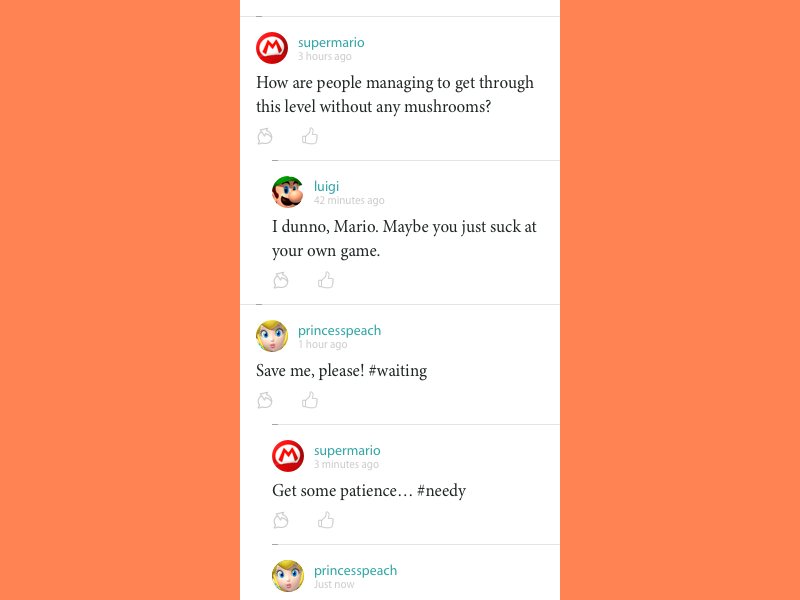 supermario
3 hours ago
How are people managing to get through
this level without any mushrooms?
luigi
42 minutes ago
I dunno, Mario. Maybe you just suck at
your own game.
princesspeach
1 hour ago
Save me, please! #waiting
supermario
3 minutes ago
Get some patience… #needy
princesspeach
Just now